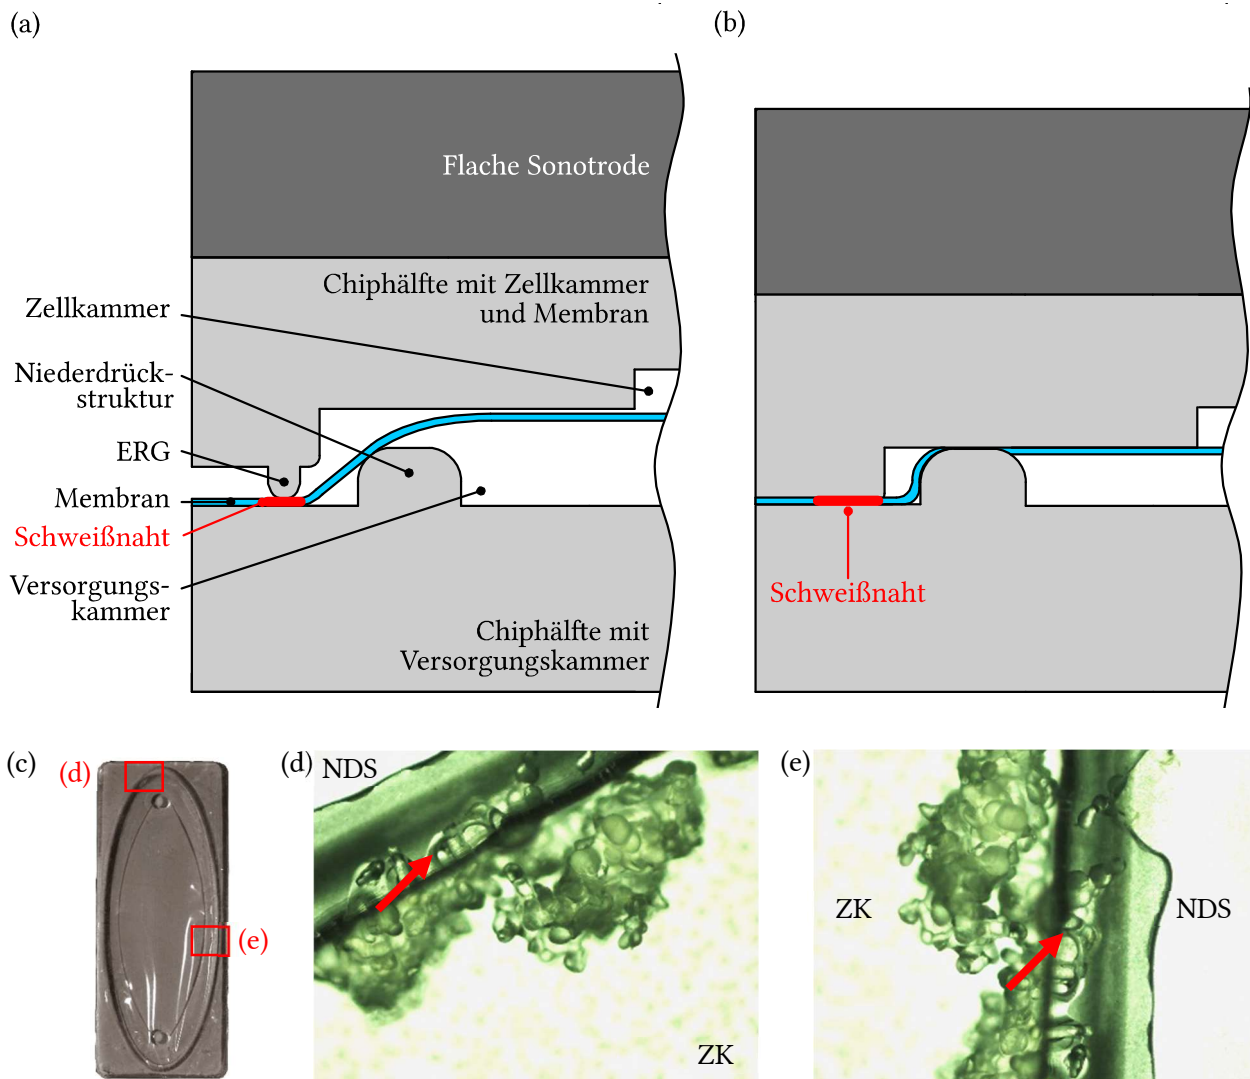 (a)
(b)
Flache Sonotrode
Chiphälfte mit Zellkammer
und Membran
Zellkammer
Niederdrück-
struktur
ERG
Membran
Schweißnaht
Versorgungs-
kammer
Chiphälfte mit
Versorgungskammer
Schweißnaht
(c)
(d)
(e)
(d)
NDS
ZK
(e)
ZK
NDS